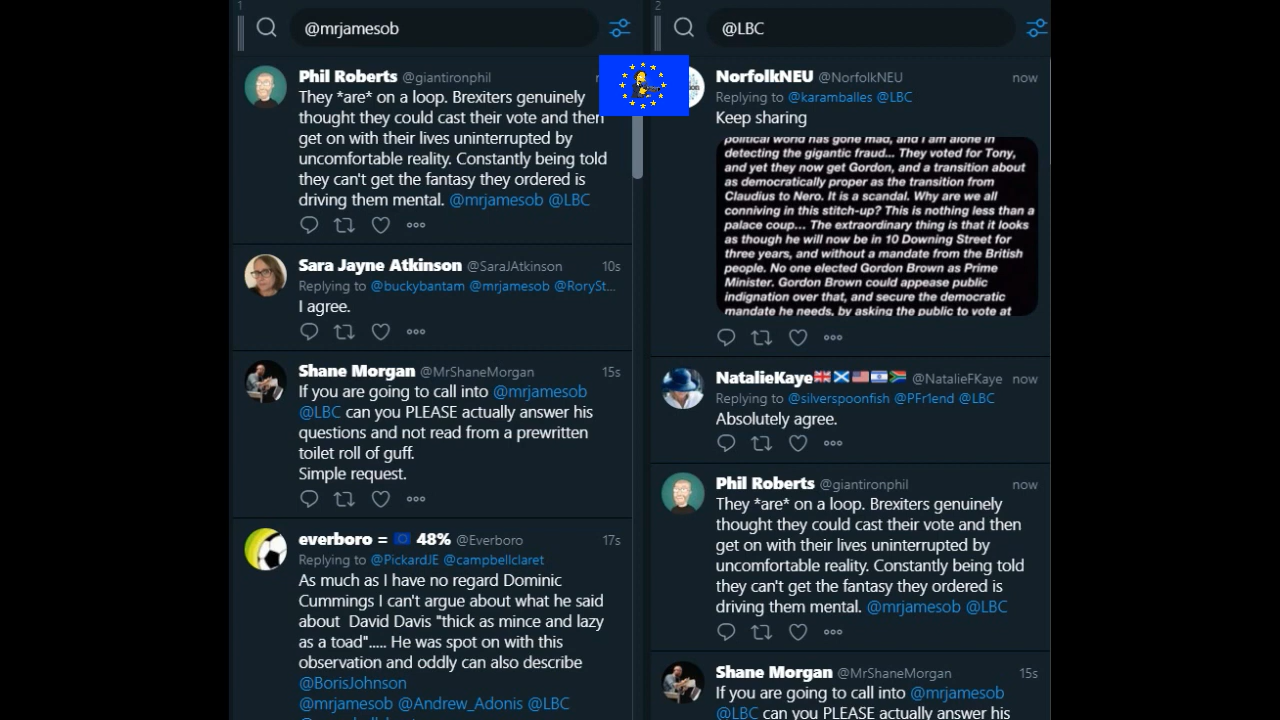 1
@mrjamesob
Phil Roberts @giantironphil
They *are* on a loop. Brexiters genuinely
thought they could cast their vote and then
get on with their lives uninterrupted by
uncomfortable reality. Constantly being told
they can't get the fantasy they ordered is
driving them mental. @mrjamesob @LBC
Sara Jayne Atkinson @SaraJAtkinson 10s
Replying to @buckybantam @mrjamesob @RorySt...
I agree.
Shane Morgan @MrShaneMorgan 15s
If you are going to call into @mrjamesob
@LBC can you PLEASE actually answer his
questions and not read from a prewritten
toilet roll of guff.
Simple request.
everboro = 48% @Everboro 17s
Replying to @PickardJE @campbellclaret
As much as I have no regard Dominic
Cummings I can't argue about what he said
about David Davis "thick as mince and lazy
as a toad"..... He was spot on with this
observation and oddly can also describe
@BorisJohnson
@mrjamesob @Andrew_Adonis @LBC
2
@LBC
NorfolkNEU @NorfolkNEU now
Replying to @karamballes @LBC
Keep sharing
political world has gone mad, and I am alone in
detecting the gigantic fraud... They voted for Tony,
and yet they now get Gordon, and a transition about
as democratically proper as the transition from
Claudius to Nero. It is a scandal. Why are we all
conniving in this stitch-up? This is nothing less than a
palace coup... The extraordinary thing is that it looks
as though he will now be in 10 Downing Street for
three years, and without a mandate from the British
people. No one elected Gordon Brown as Prime
Minister. Gordon Brown could appease public
indignation over that, and secure the democratic
mandate he needs, by asking the public to vote at
NatalieKaye @NatalieFKaye now
Replying to @silverspoonfish @PFr1end @LBC
Absolutely agree.
Phil Roberts @giantironphil now
They *are* on a loop. Brexiters genuinely
thought they could cast their vote and then
get on with their lives uninterrupted by
uncomfortable reality. Constantly being told
they can't get the fantasy they ordered is
driving them mental. @mrjamesob @LBC
Shane Morgan @MrShaneMorgan 15s
If you are going to call into @mrjamesob
@LBC can you PLEASE actually answer his